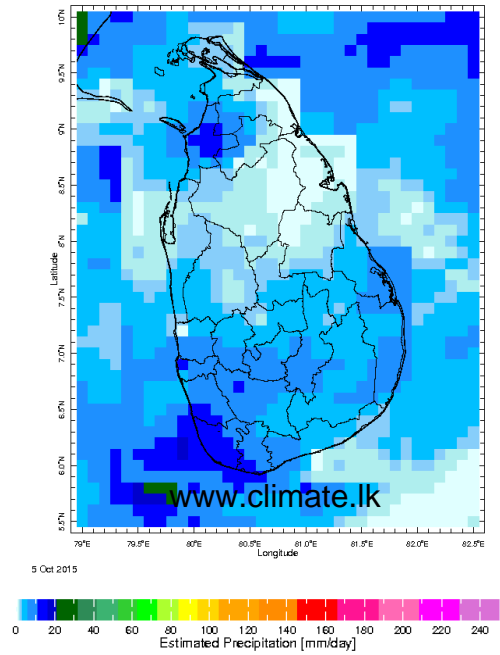 10°N
9.5°N
9°N
8.5°N
8°N
7.5°N
7.0°N
6.5°N
6.0°N
5.5°N
Latitude
www.climate.lk
79°E 79.5°E 80°E 80.5°E 81.0°E 81.5°E 82°E 82.5°E
Longitude
5 Oct 2015
0 20 40 60 80 100 120 140 160 180 200 220 240
Estimated Precipitation [mm/day]